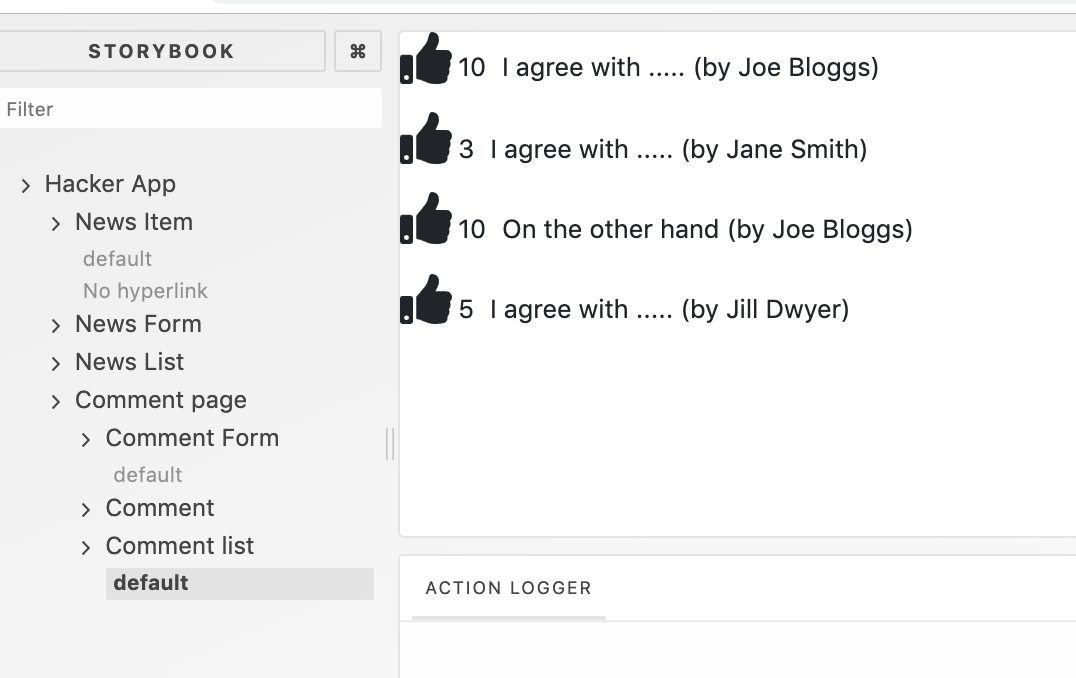 STORYBOOK
⌘
Filter
Hacker App
News Item
default
No hyperlink
News Form
News List
Comment page
Comment Form
default
Comment
Comment list
default
10 I agree with ..... (by Joe Bloggs)
3 I agree with ..... (by Jane Smith)
10 On the other hand (by Joe Bloggs)
5 I agree with ..... (by Jill Dwyer)
ACTION LOGGER